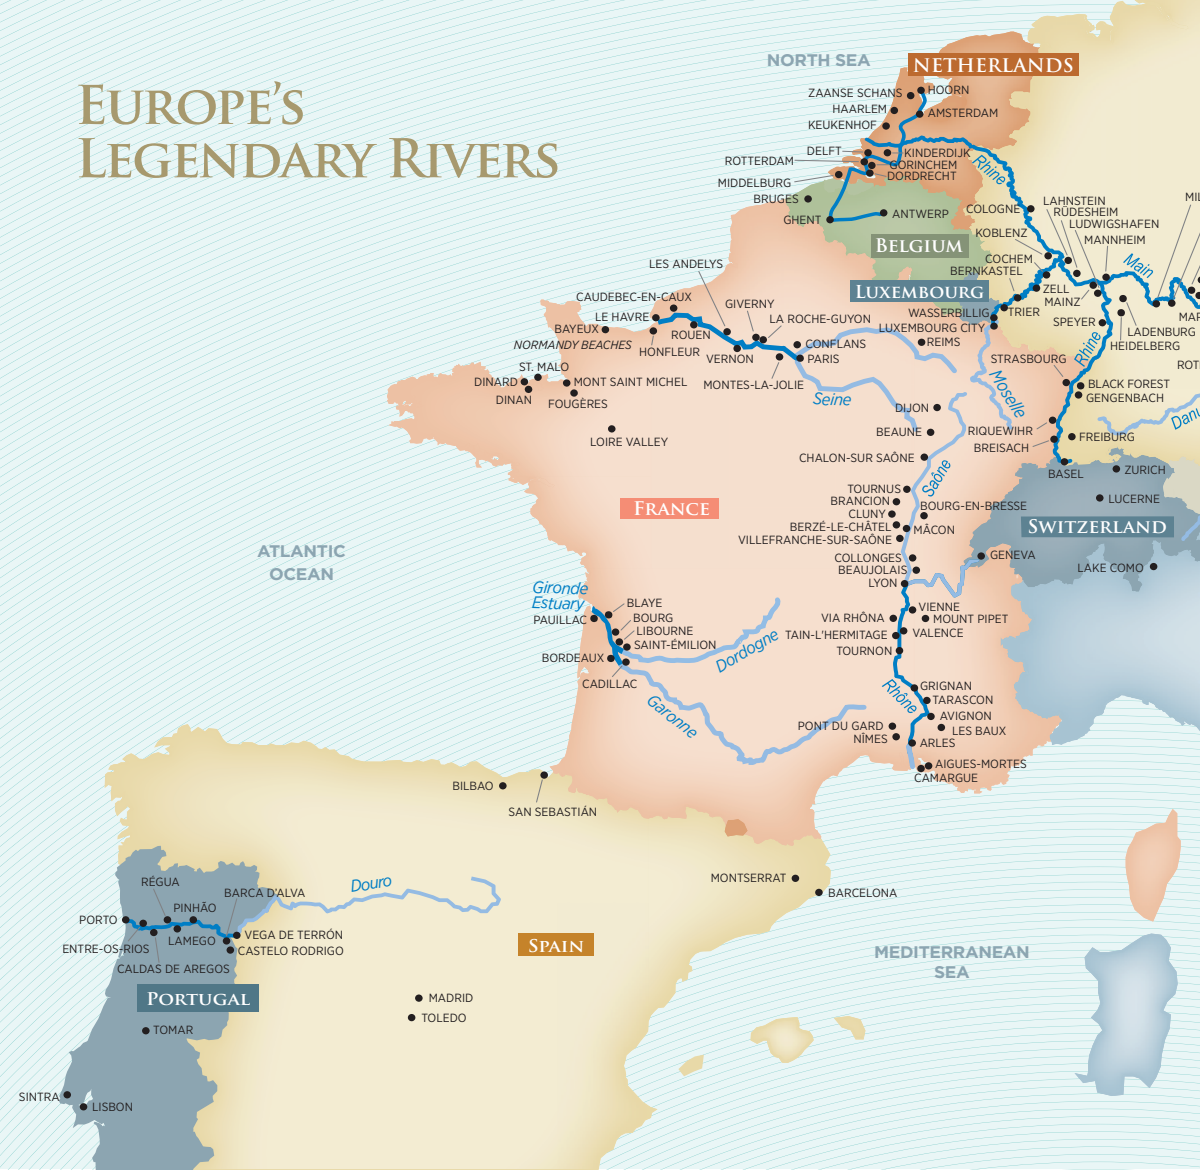 EUROPE'S
LEGENDARY RIVERS
NORTH SEA
NETHERLANDS
ZAANSE SCHANS
HOORN
HAARLEM
AMSTERDAM
KEUKENHOF
DELFT
KINDERDIJK
ROTTERDAM
GORINCHEM
DORDRECHT
MIDDELBURG
BRUGES
GHENT
ANTWERP
Rhine
COLOGNE
LAHNSTEIN
RÜDESHEIM
LUDWIGSHAFEN
MANNHEIM
KOBLENZ
BELGIUM
COCHEM
BERNKASTEL
Main
ZELL
MAINZ
LUXEMBOURG
WASSERBILLIG
TRIER
LUXEMBOURG CITY
SPEYER
LADENBURG
HEIDELBERG
LES ANDELYS
CAUDEBEC-EN-CAUX
GIVERNY
LE HAVRE
LA ROCHE-GUYON
BAYEUX
ROUEN
NORMANDY BEACHES
HONFLEUR
VERNON
CONFLANS
PARIS
REIMS
MONTES-LA-JOLIE
Seine
ST. MALO
DINARD
MONT SAINT MICHEL
DINAN
FOUGÈRES
LOIRE VALLEY
STRASBOURG
Rhine
Moselle
BLACK FOREST
GENGENBACH
DIJON
BEAUNE
RIQUEWIHR
BREISACH
FREIBURG
CHALON-SUR SAÔNE
BASEL
ZURICH
Saône
TOURNUS
BRANCION
CLUNY
BOURG-EN-BRESSE
BERZÉ-LE-CHÂTEL
MÂCON
VILLEFRANCHE-SUR-SAÔNE
LUCERNE
SWITZERLAND
FRANCE
COLLONGES
BEAUJOLAIS
LYON
GENEVA
LAKE COMO
ATLANTIC
OCEAN
Gironde
Estuary
BLAYE
PAUILLAC
BOURG
LIBOURNE
SAINT-ÉMILION
BORDEAUX
CADILLAC
Dordogne
Garonne
VIENNE
VIA RHÔNA
MOUNT PIPET
TAIN-L'HERMITAGE
VALENCE
TOURNON
Rhône
GRIGNAN
TARASCON
AVIGNON
PONT DU GARD
LES BAUX
NÎMES
ARLES
AIGUES-MORTES
CAMARGUE
BILBAO
SAN SEBASTIÁN
MONTSERRAT
BARCELONA
RÉGUA
BARCA D'ALVA
Douro
PINHÃO
PORTO
VEGA DE TERRÓN
LAMEGO
ENTRE-OS-RIOS
CASTELO RODRIGO
CALDAS DE AREGOS
SPAIN
MEDITERRANEAN
SEA
PORTUGAL
MADRID
TOLEDO
TOMAR
SINTRA
LISBON